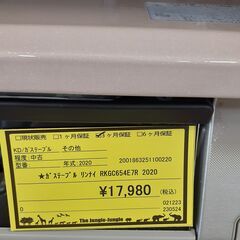 □現状販売 □1ヶ月保証 ☑3ヶ月保証 □6ヶ月保証
KD/ガステーブル その他
程度:中古 2001863251100220
型番: 年式:2020
★ガステーブル リンナイ RKGC654E7R 2020
¥17,980 (税込)
021223
230524
The Jungle-Jungle